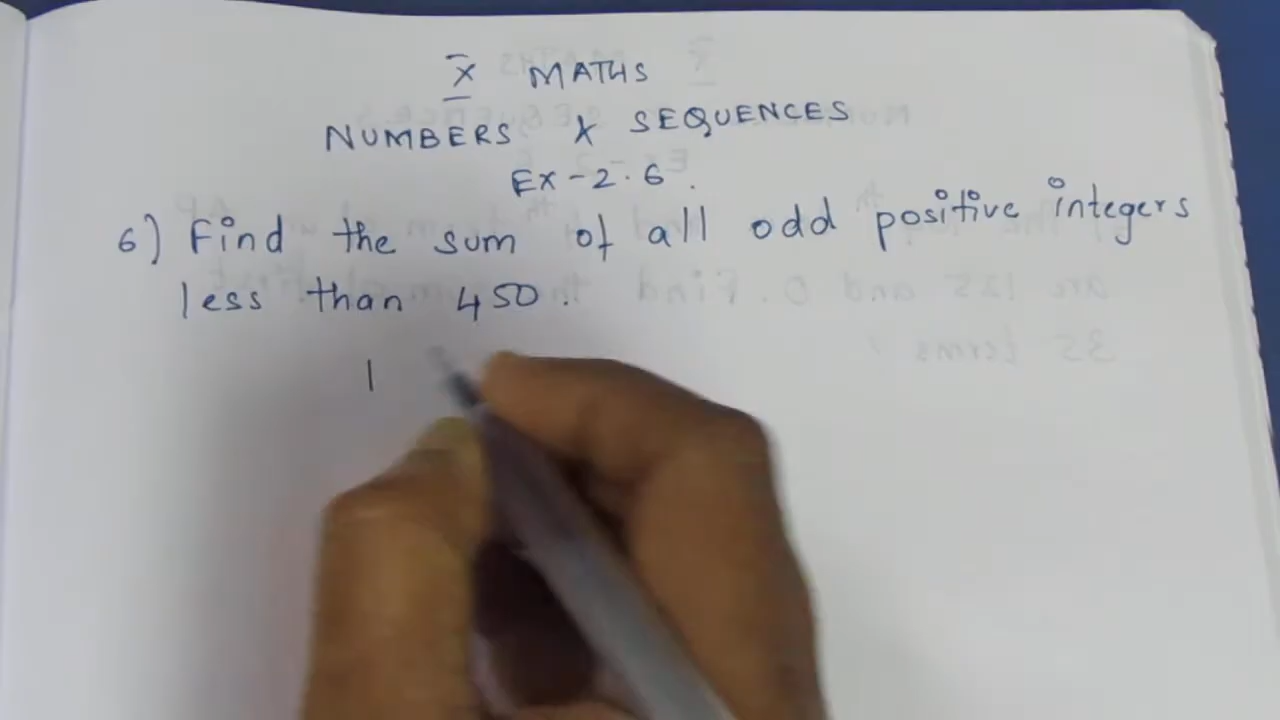 X MATHS
NUMBERS & SEQUENCES
Ex-2.6.
6) Find the sum of all odd positive integers
less than 450.
1